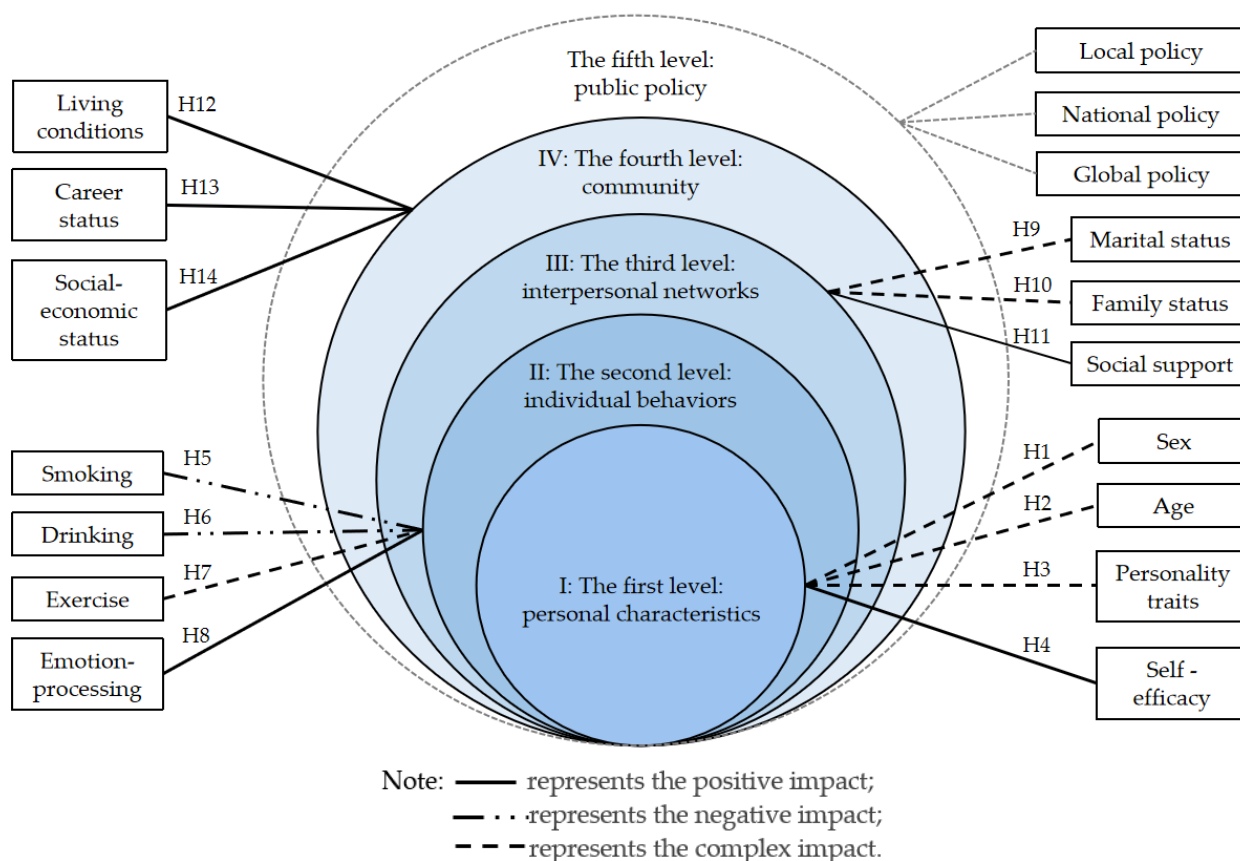 The fifth level:
public policy
IV: The fourth level:
community
III: The third level:
interpersonal networks
II: The second level:
individual behaviors
I: The first level:
personal characteristics
Living
conditions
H12
Career
status
H13
Social-
economic
status
H14
Smoking
H5
Drinking
H6
Exercise
H7
Emotion-
processing
H8
Local policy
National policy
Global policy
H9
Marital status
H10
Family status
H11
Social support
H1
Sex
H2
Age
H3
Personality
traits
H4
Self -
efficacy
Note: represents the positive impact;
represents the negative impact;
represents the complex impact.